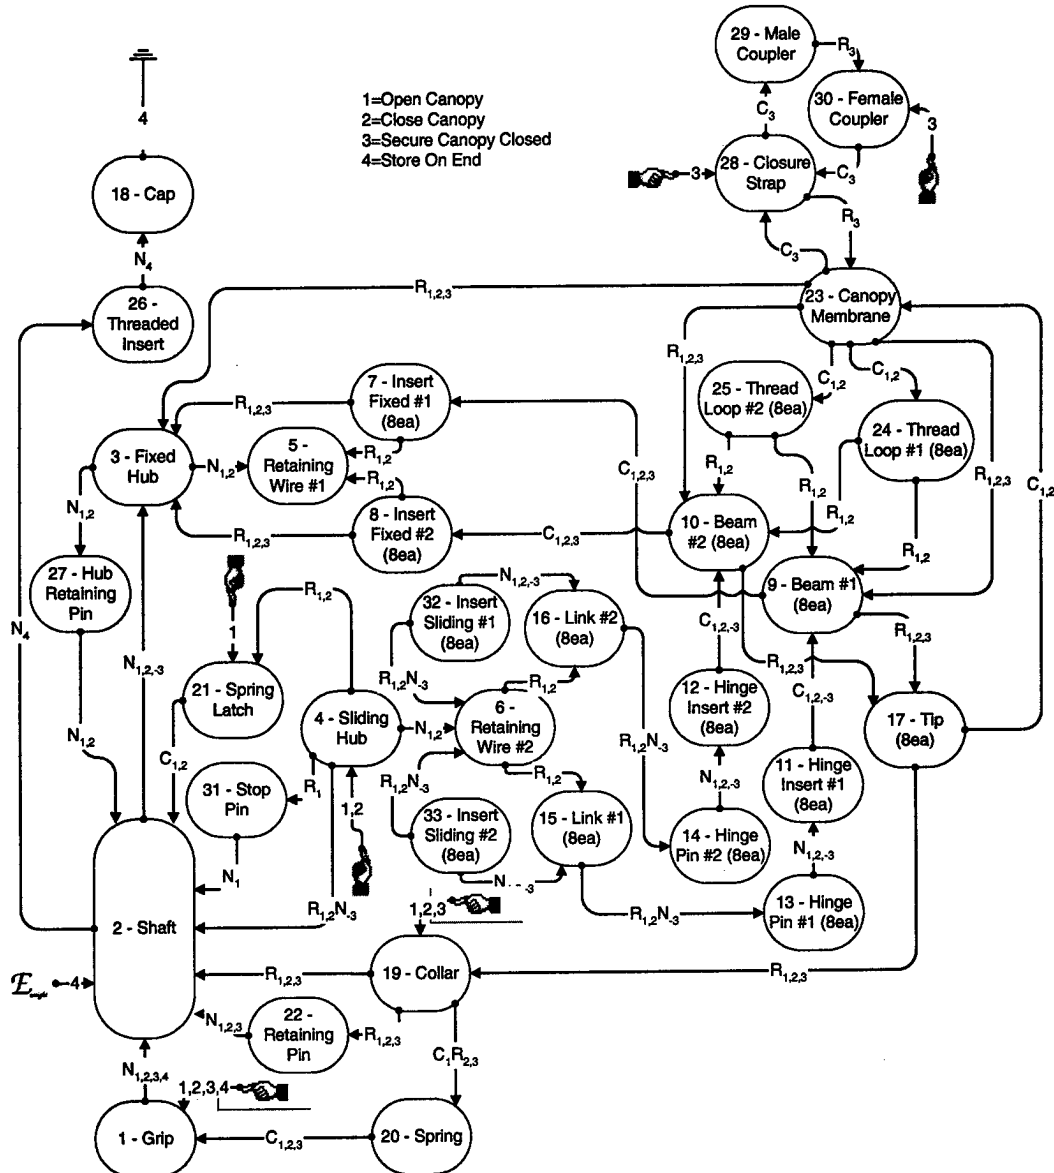 29 - Male
Coupler
R3
30 - Female
Coupler
C3
3
28 - Closure
Strap
3
C3
R3
C3
1=Open Canopy
2=Close Canopy
3=Secure Canopy Closed
4=Store On End
4
18 - Cap
N4
26 -
Threaded
Insert
R1,2,3
23 - Canopy
Membrane
R1,2,3
C1,2
C1,2
7 - Insert
Fixed #1
(8ea)
25 - Thread
Loop #2 (8ea)
24 - Thread
Loop #1 (8ea)
R1,2,3
3 - Fixed
Hub
N1,2
5 -
Retaining
Wire #1
R1,2
R1,2
C1,2,3
R1,2
R1,2
R1,2
R1,2,3
C1,2
N1,2
R1,2,3
8 - Insert
Fixed #2
(8ea)
C1,2,3
10 - Beam
#2 (8ea)
R1,2
27 - Hub
Retaining
Pin
9 - Beam #1
(8ea)
N4
1
R1,2
N1,2,-3
32 - Insert
Sliding #1
(8ea)
16 - Link #2
(8ea)
C1,2,-3
R1,2,3
N1,2,-3
21 - Spring
Latch
R1,2N-3
R1,2
R1,2,3
12 - Hinge
Insert #2
(8ea)
C1,2,-3
4 - Sliding
Hub
N1,2
6 -
Retaining
Wire #2
17 - Tip
(8ea)
N1,2
C1,2
R1,2N-3
31 - Stop
Pin
R1
1,2
R1,2N-3
R1,2
N1,2,-3
11 - Hinge
Insert #1
(8ea)
33 - Insert
Sliding #2
(8ea)
15 - Link #1
(8ea)
14 - Hinge
Pin #2 (8ea)
N1,2,-3
N1
N -3
13 - Hinge
Pin #1 (8ea)
R1,2N-3
1,2,3
R1,2N-3
2 - Shaft
R1,2,3
19 - Collar
R1,2,3
Eweight
4
N1,2,3
22 -
Retaining
Pin
R1,2,3
C1R2,3
N1,2,3,4
1,2,3,4
1 - Grip
C1,2,3
20 - Spring